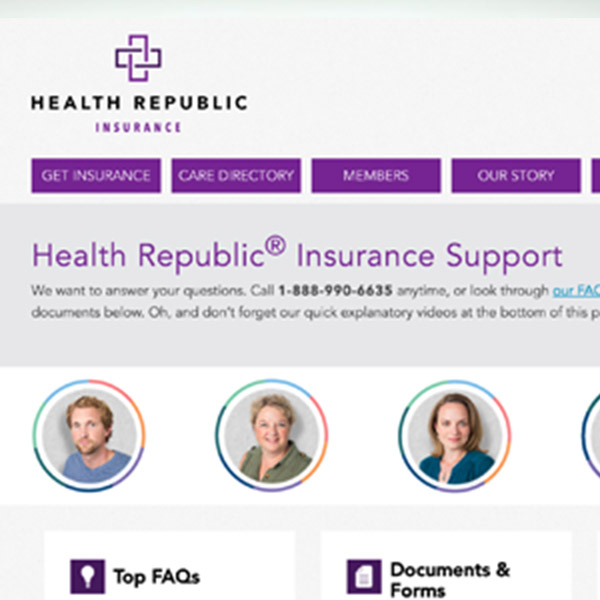 HEALTH REPUBLIC
INSURANCE
GET INSURANCE CARE DIRECTORY MEMBERS OUR STORY
Health Republic® Insurance Support
We want to answer your questions. Call 1-888-990-6635 anytime, or look through our FAQ
documents below. Oh, and don't forget our quick explanatory videos at the bottom of this p
Top FAQs
Documents &
Forms